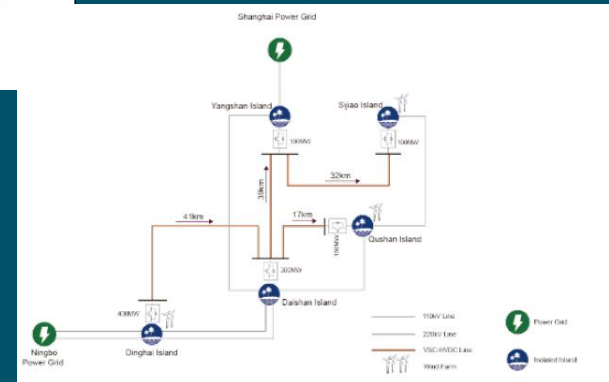 Shanghai Power Grid
Yangshan Island
Sijiao Island
100MW
100MW
32km
39km
41km
17km
100MW
Qushan Island
300MW
Daishan Island
400MW
Ningbo
Power Grid
Dinghai Island
110kV Line
220kV Line
VSC-HVDC Line
Wind Farm
Power Grid
Isolated Island